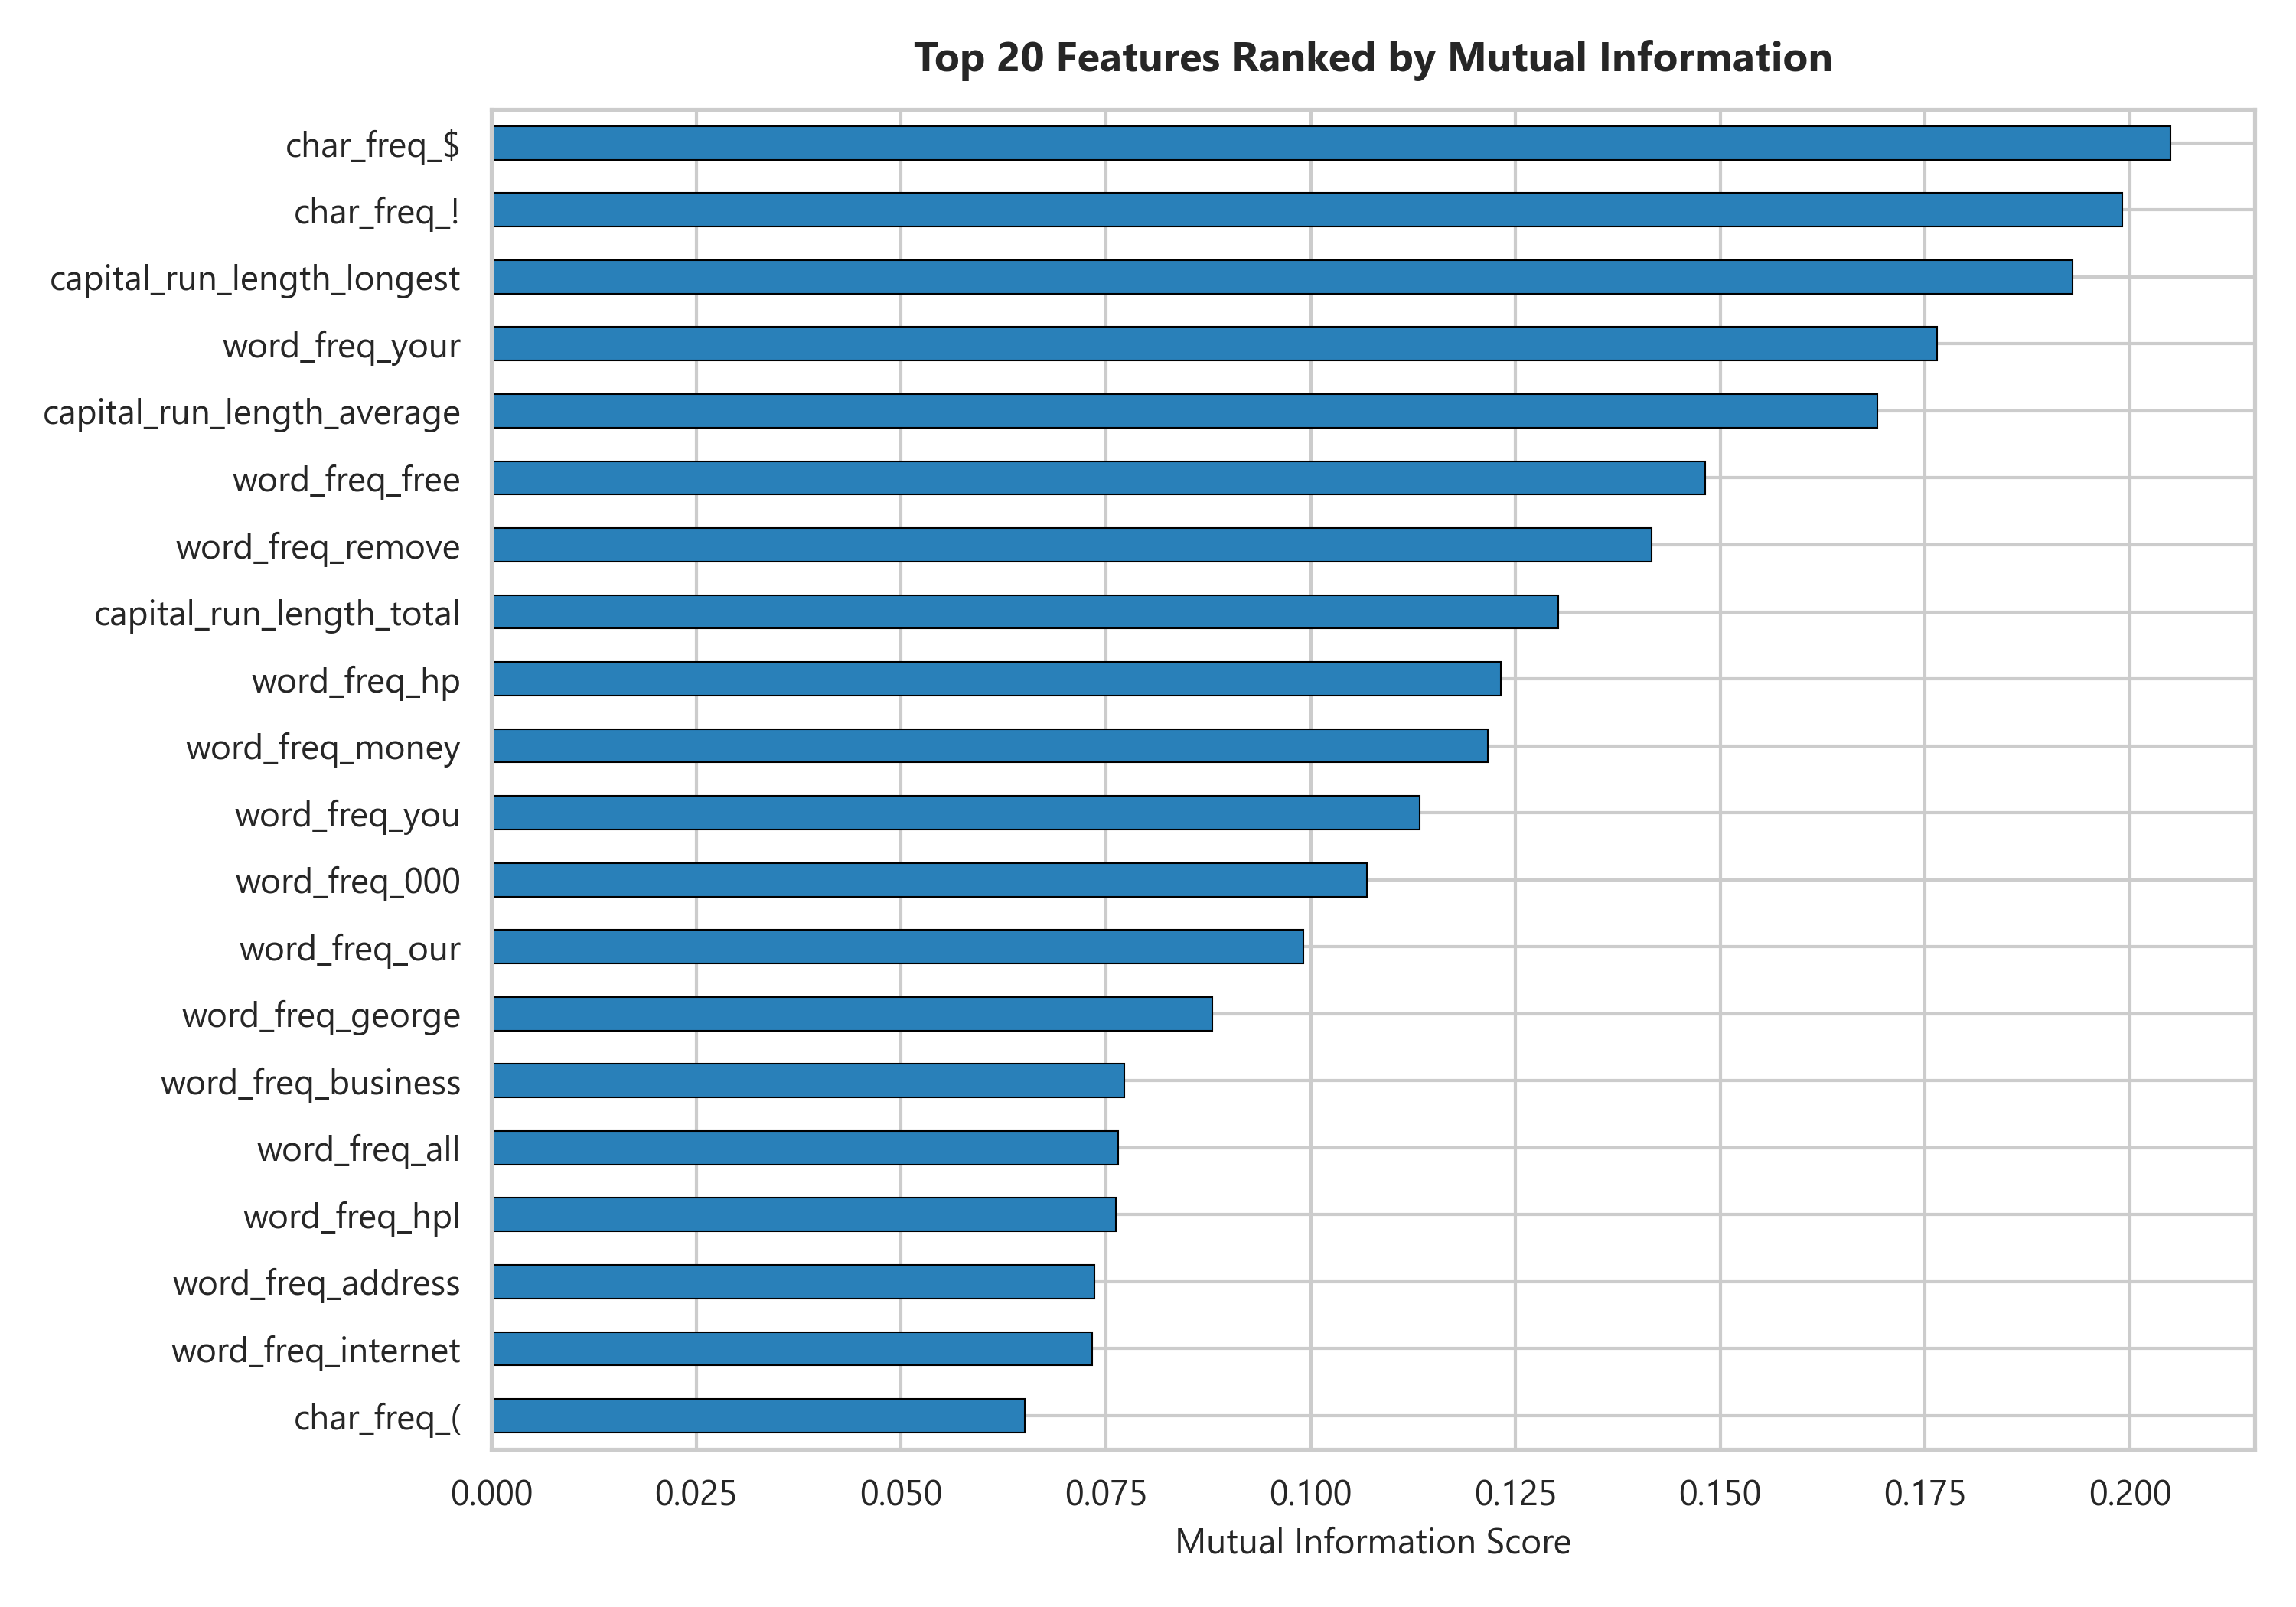 Top 20 Features Ranked by Mutual Information
char_freq_$
char_freq_!
capital_run_length_longest
word_freq_your
capital_run_length_average
word_freq_free
word_freq_remove
capital_run_length_total
word_freq_hp
word_freq_money
word_freq_you
word_freq_000
word_freq_our
word_freq_george
word_freq_business
word_freq_all
word_freq_hpl
word_freq_address
word_freq_internet
char_freq_(
0.000 0.025 0.050 0.075 0.100 0.125 0.150 0.175 0.200
Mutual Information Score